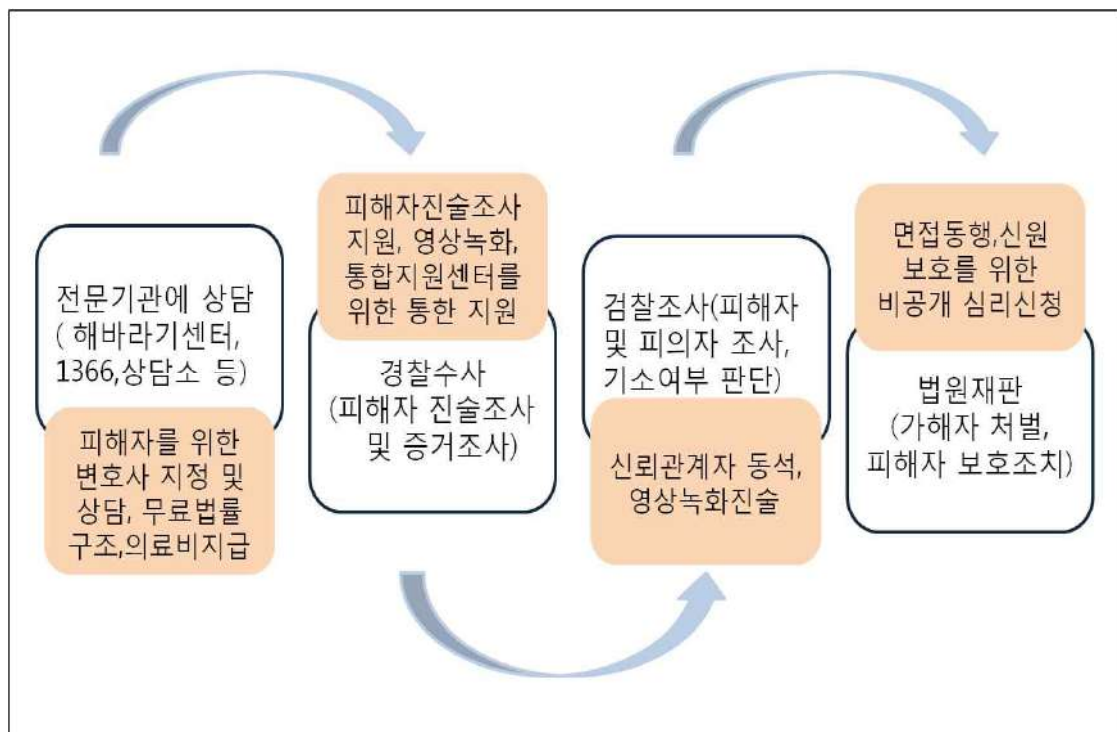 전문기관에 상담
( 해바라기센터,
1366,상담소 등)
피해자를 위한
변호사 지정 및
상담, 무료법률
구조,의료비지급
피해자진술조사
지원, 영상녹화,
통합지원센터를
위한 통한 지원
경찰수사
(피해자 진술조사
및 증거조사)
검찰조사(피해자
및 피의자 조사,
기소여부 판단)
신뢰관계자 동석,
영상녹화진술
면접동행,신원
보호를 위한
비공개 심리신청
법원재판
(가해자 처벌,
피해자 보호조치)